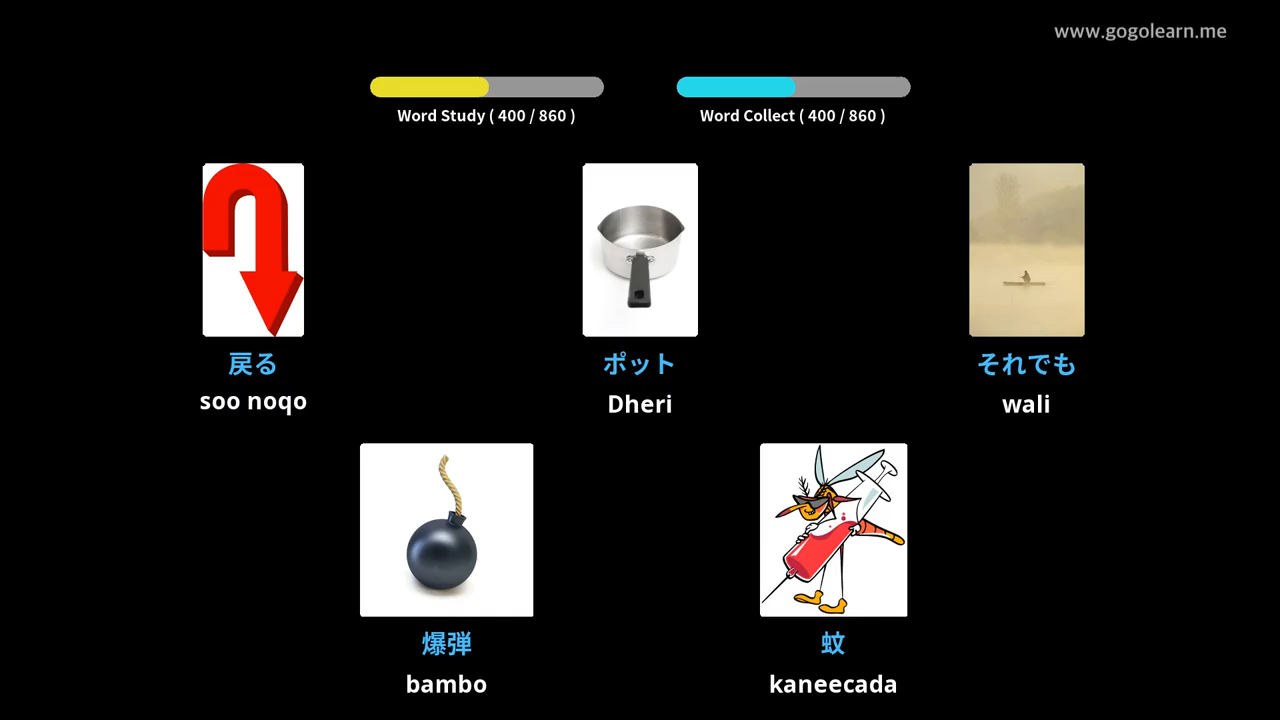 www.gogolearn.me
Word Study ( 400 / 860 )
Word Collect ( 400 / 860 )
戻る
soo noqo
ポット
Dheri
それでも
wali
爆弾
bambo
蚊
kaneecada